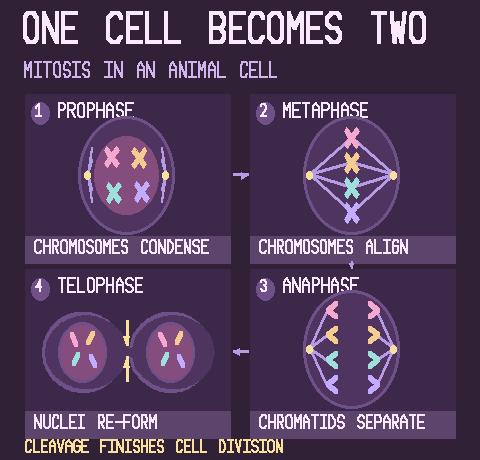 ONE CELL BECOMES TWO
MITOSIS IN AN ANIMAL CELL
1 PROPHASE
CHROMOSOMES CONDENSE
2 METAPHASE
CHROMOSOMES ALIGN
3 ANAPHASE
CHROMATIDS SEPARATE
4 TELOPHASE
NUCLEI RE-FORM
CLEAVAGE FINISHES CELL DIVISION